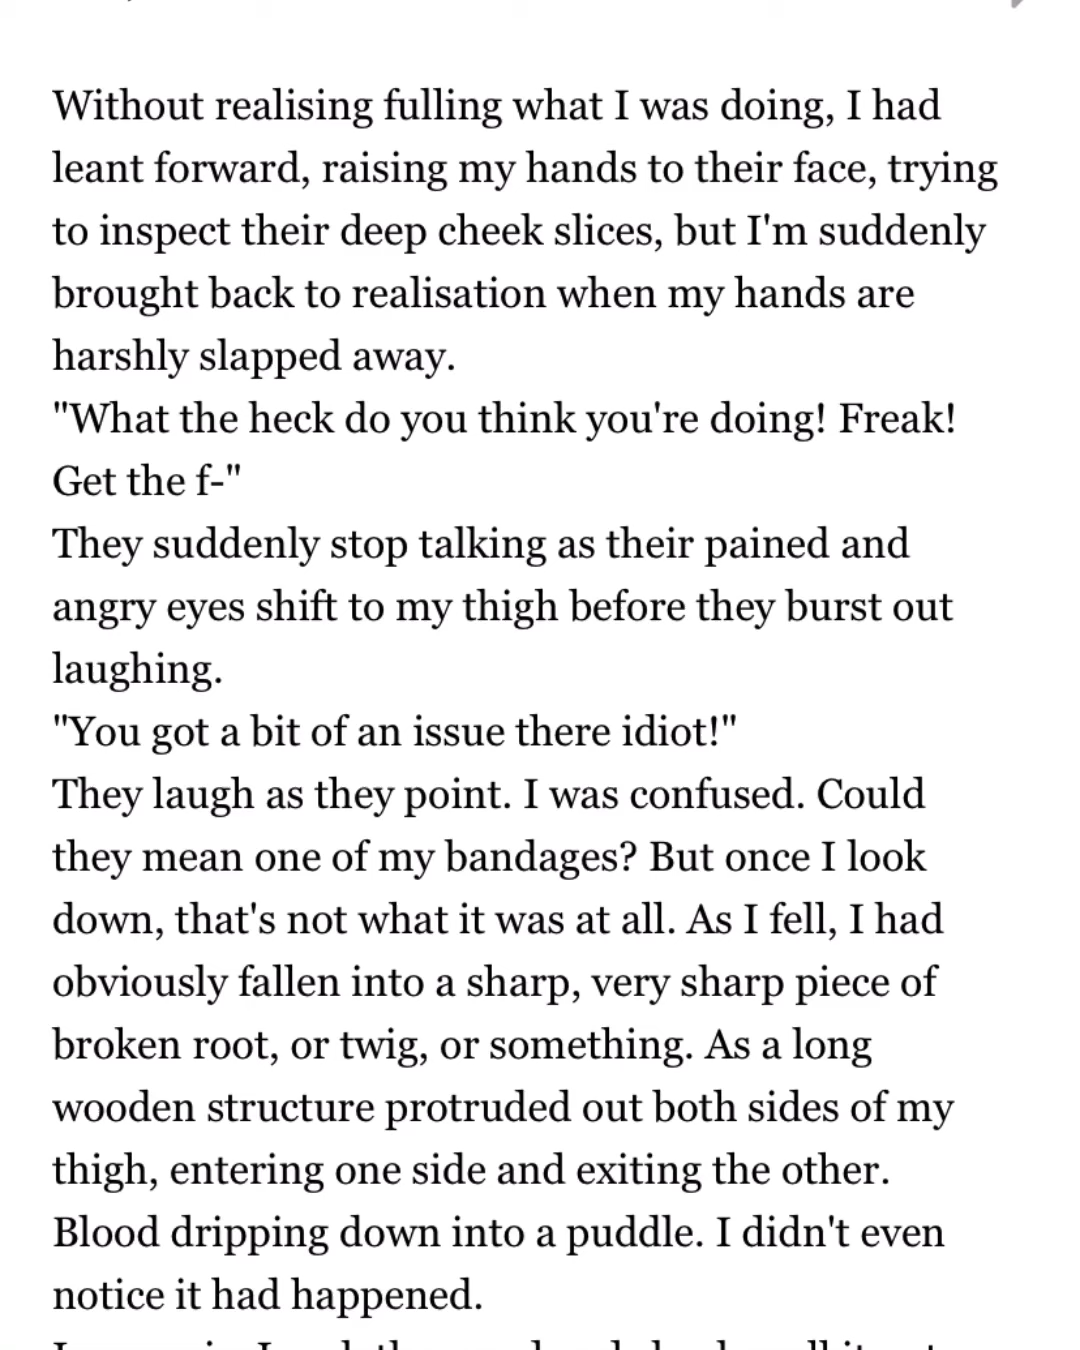 Without realising fulling what I was doing, I had
leant forward, raising my hands to their face, trying
to inspect their deep cheek slices, but I'm suddenly
brought back to realisation when my hands are
harshly slapped away.
"What the heck do you think you're doing! Freak!
Get the f-"
They suddenly stop talking as their pained and
angry eyes shift to my thigh before they burst out
laughing.
"You got a bit of an issue there idiot!"
They laugh as they point. I was confused. Could
they mean one of my bandages? But once I look
down, that's not what it was at all. As I fell, I had
obviously fallen into a sharp, very sharp piece of
broken root, or twig, or something. As a long
wooden structure protruded out both sides of my
thigh, entering one side and exiting the other.
Blood dripping down into a puddle. I didn't even
notice it had happened.